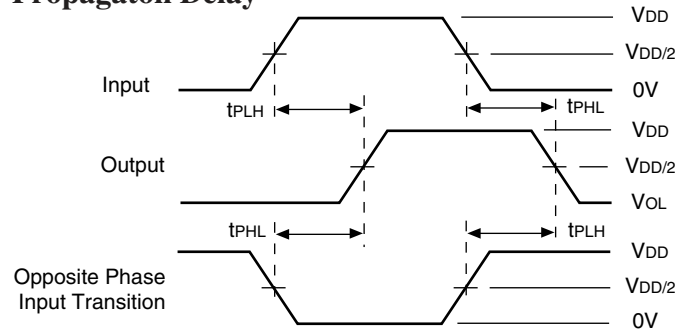 Propagaton Delay
VDD
VDD/2
Input
0V
tPLH
tPHL
VDD
Output
VDD/2
VOL
tPHL
tPLH
VDD
Opposite Phase
Input Transition
VDD/2
0V